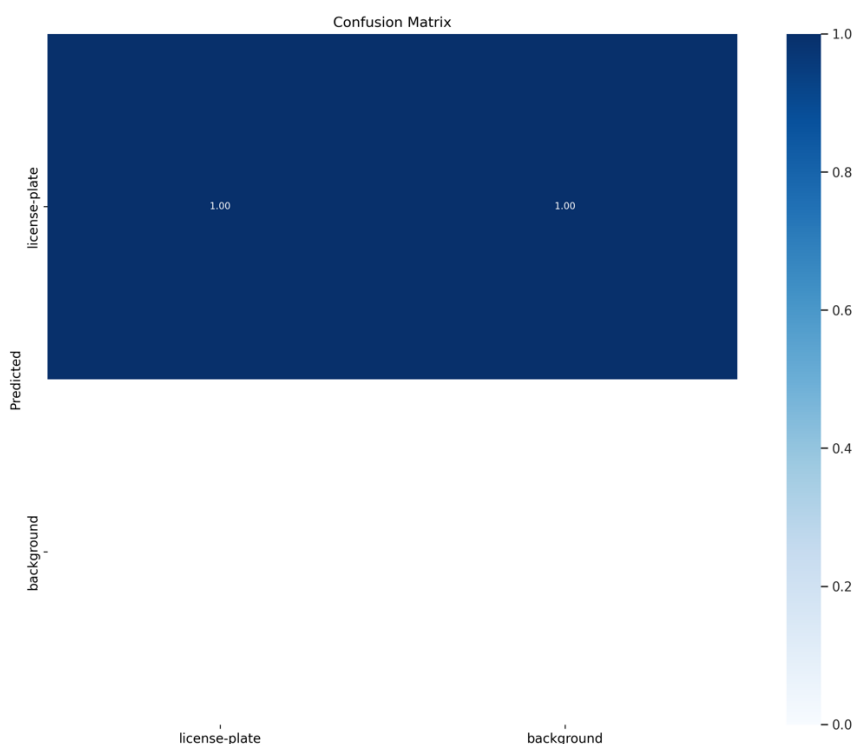 Confusion Matrix
license-plate
1.00
1.00
Predicted
background
license-plate
background
1.0
0.8
0.6
0.4
0.2
0.0